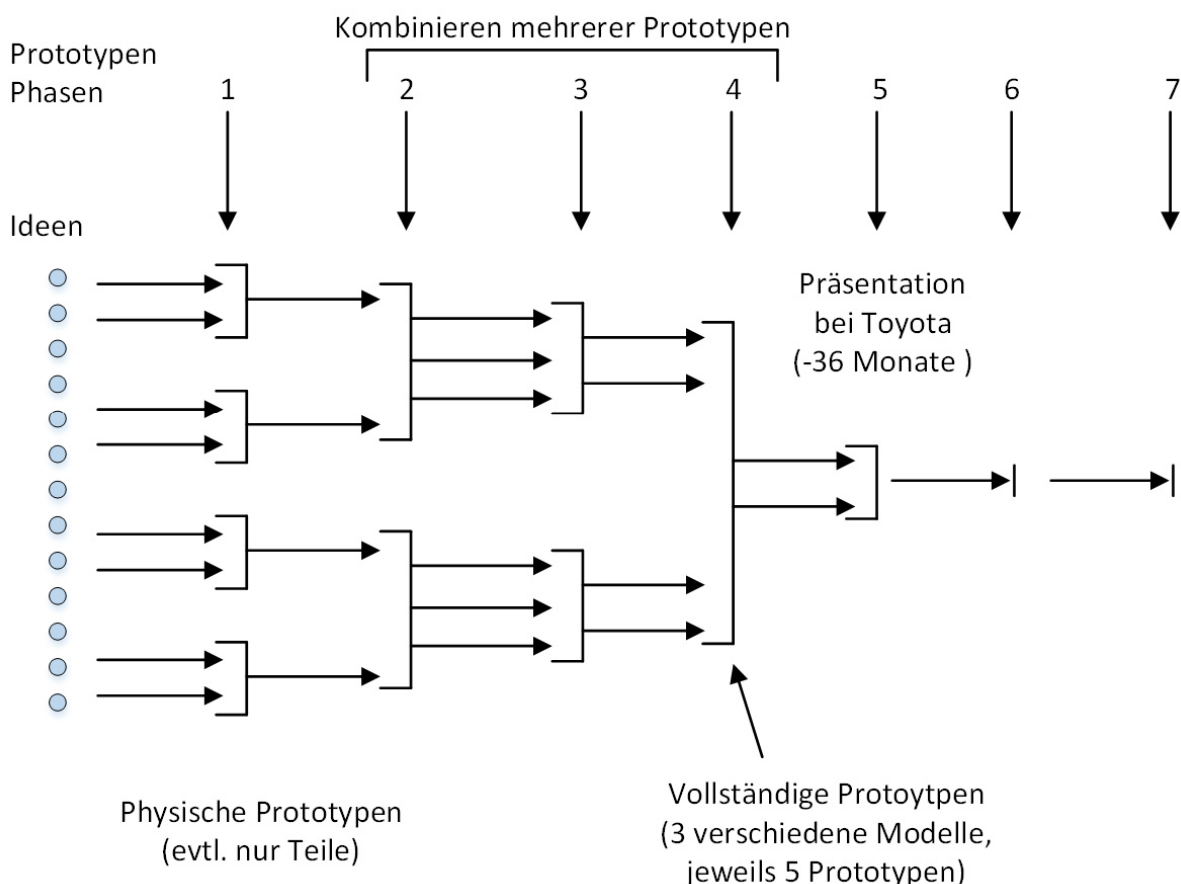 Kombinieren mehrerer Prototypen
Prototypen
Phasen 1 2 3 4 5 6 7
Ideen
Präsentation
bei Toyota
(-36 Monate )
Physische Prototypen
(evtl. nur Teile)
Vollständige Protoytpen
(3 verschiedene Modelle,
jeweils 5 Prototypen)